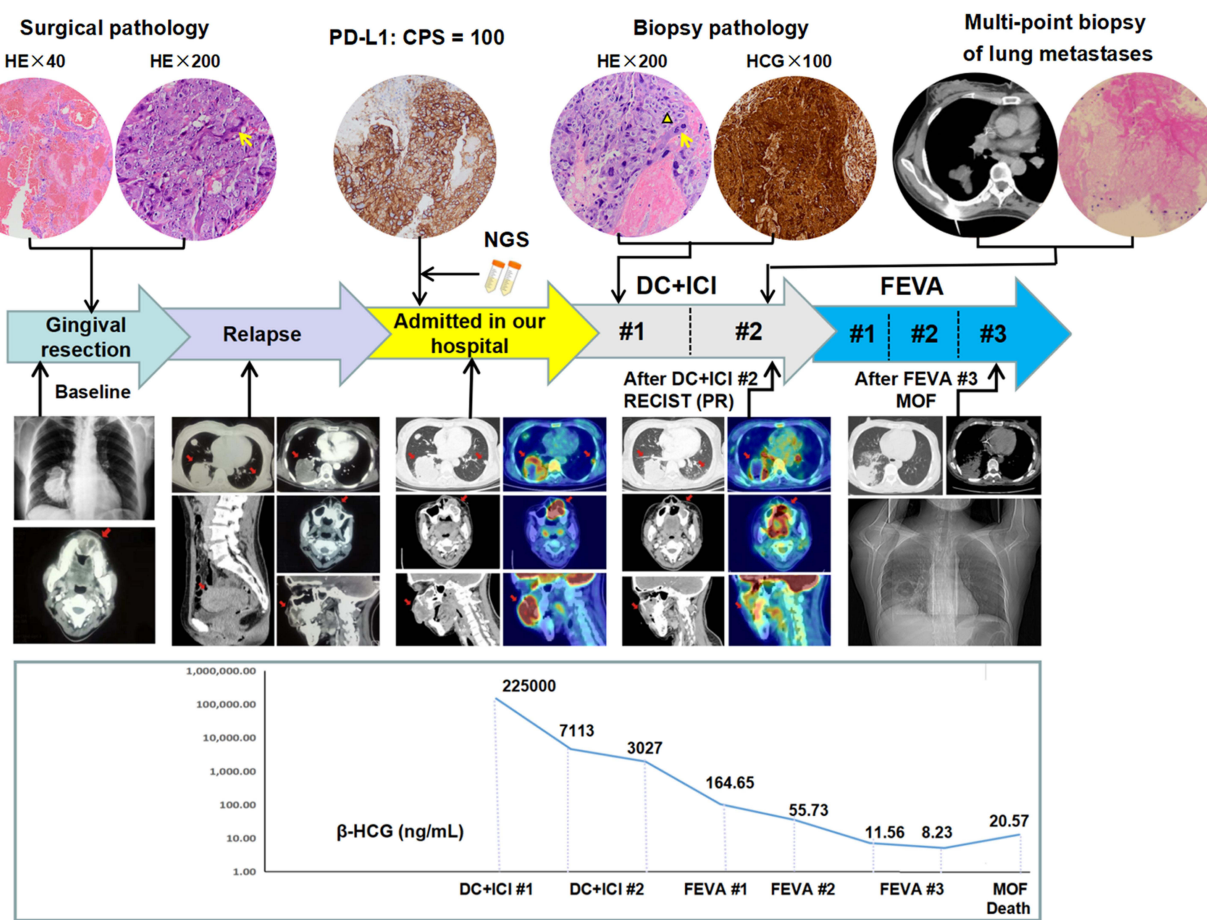 Surgical pathology
HE×40
HE×200
PD-L1: CPS = 100
Biopsy pathology
HE×200
HCG×100
Multi-point biopsy
of lung metastases
NGS
DC+ICI
FEVA
Gingival
resection
Relapse
Admitted in our
hospital
#1
#2
#1
#2
#3
Baseline
After DC+ICI #2
RECIST (PR)
After FEVA #3
MOF
1,000,000.00
100,000.00
10,000.00
1,000.00
100.00
10.00
1.00
225000
7113
3027
164.65
55.73
11.56
8.23
20.57
β-HCG (ng/mL)
DC+ICI #1
DC+ICI #2
FEVA #1
FEVA #2
FEVA #3
MOF
Death